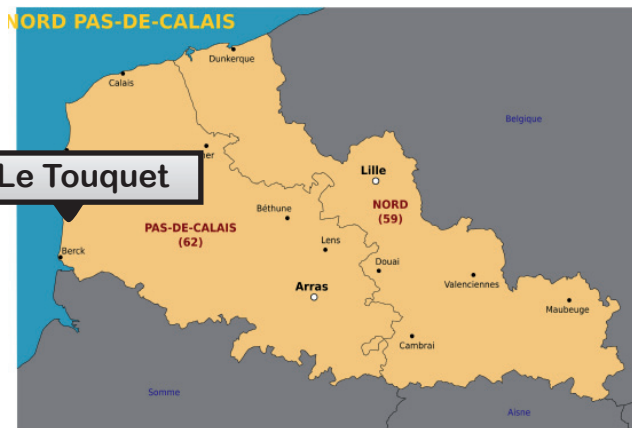 NORD PAS-DE-CALAIS
Dunkerque
Calais
Belgique
Lille
Le Touquet
Béthune
NORD
(59)
PAS-DE-CALAIS
(62)
Lens
Berck
Douai
Valenciennes
Arras
Maubeuge
Cambrai
Somme
Aisne